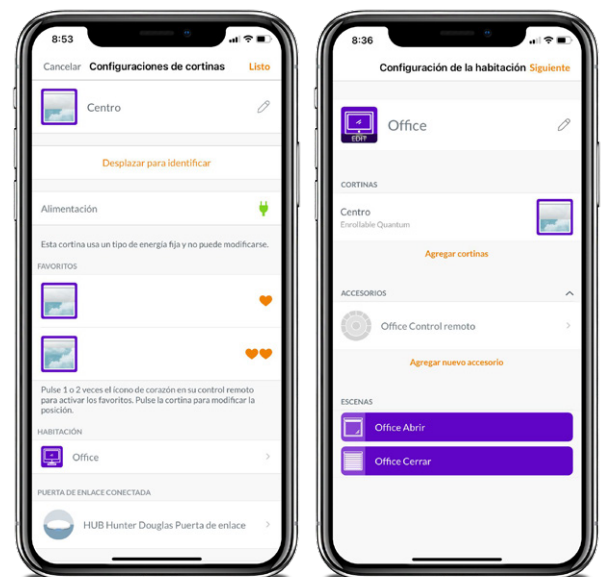 8:53
Cancelar Configuraciones de cortinas Listo
Centro
Desplazar para identificar
Alimentación
Esta cortina usa un tipo de energía fija y no puede modificarse.
FAVORITOS
Pulse 1 o 2 veces el ícono de corazón en su control remoto
para activar los favoritos. Pulse la cortina para modificar la
posición.
HABITACIÓN
Office
PUERTA DE ENLACE CONECTADA
HUB Hunter Douglas Puerta de enlace
8:36
Configuración de la habitación Siguiente
EDIT
Office
CORTINAS
Centro
Enrollable Quantum
Agregar cortinas
ACCESORIOS
Office Control remoto
Agregar nuevo accesorio
ESCENAS
Office Abrir
Office Cerrar